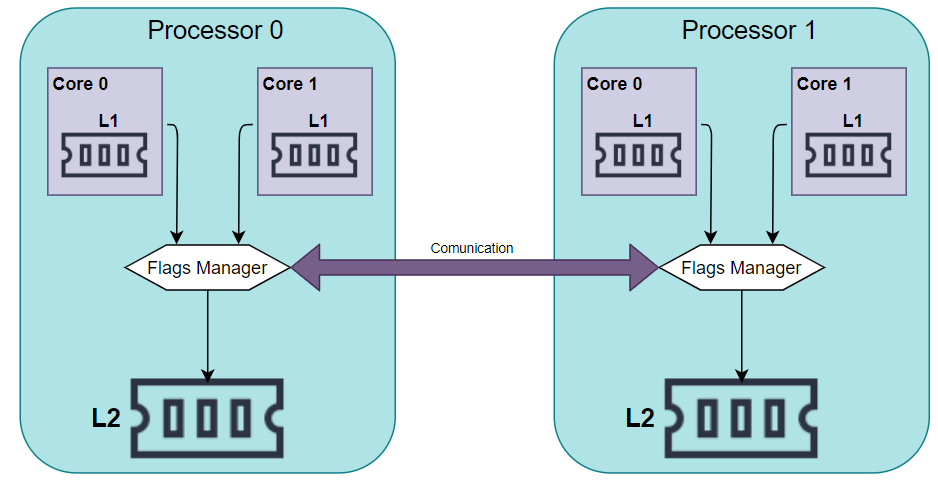 Processor 0
Processor 1
Core 0
Core 1
Core 0
Core 1
L1
L1
L1
L1
Comunication
Flags Manager
Flags Manager
L2
L2